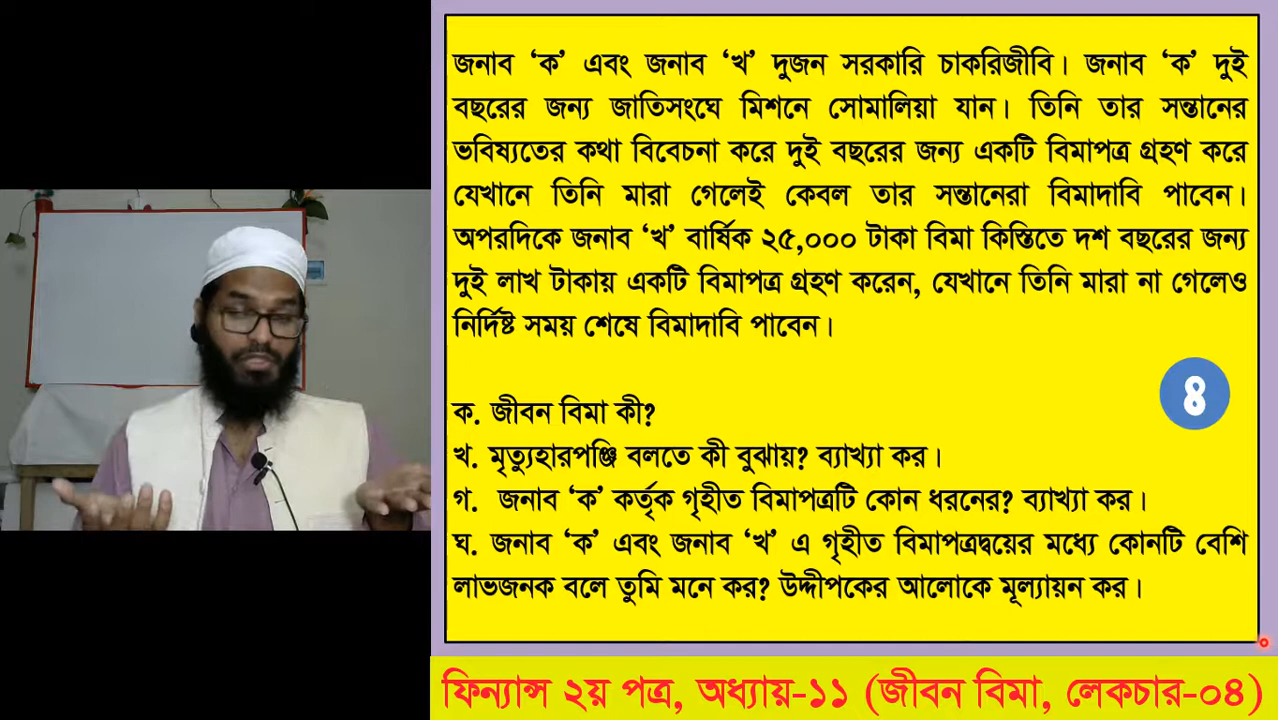 জনাব ‘ক’ এবং জনাব ‘খ’ দুজন সরকারি চাকরিজীবি। জনাব ‘ক’ দুই
বছরের জন্য জাতিসংঘে মিশনে সোমালিয়া যান। তিনি তার সন্তানের
ভবিষ্যতের কথা বিবেচনা করে দুই বছরের জন্য একটি বিমাপত্র গ্রহণ করে
যেখানে তিনি মারা গেলেই কেবল তার সন্তানেরা বিমাদাবি পাবেন।
অপরদিকে জনাব ‘খ’ বার্ষিক ২৫,০০০ টাকা বিমা কিস্তিতে দশ বছরের জন্য
দুই লাখ টাকায় একটি বিমাপত্র গ্রহণ করেন, যেখানে তিনি মারা না গেলেও
নির্দিষ্ট সময় শেষে বিমাদাবি পাবেন।
ক. জীবন বিমা কী?
খ. মৃত্যুহারপঞ্জি বলতে কী বুঝায়? ব্যাখ্যা কর।
গ. জনাব ‘ক’ কর্তৃক গৃহীত বিমাপত্রটি কোন ধরনের? ব্যাখ্যা কর।
ঘ. জনাব ‘ক’ এবং জনাব ‘খ’ এ গৃহীত বিমাপত্রদ্বয়ের মধ্যে কোনটি বেশি
লাভজনক বলে তুমি মনে কর? উদ্দীপকের আলোকে মূল্যায়ন কর।
৪
ফিন্যান্স ২য় পত্র, অধ্যায়-১১ (জীবন বিমা, লেকচার-০৪)